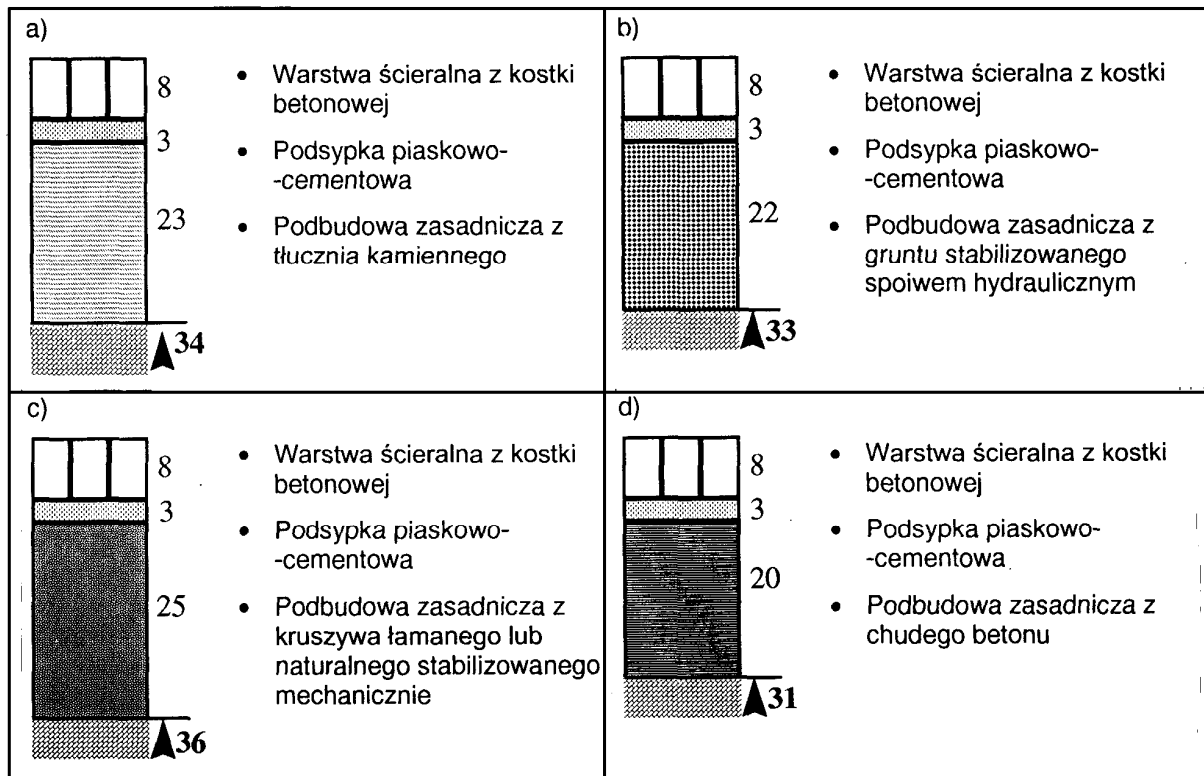 a)
8
3
23
34
• Warstwa ścieralna z kostki
betonowej
• Podsypka piaskowo-
-cementowa
• Podbudowa zasadnicza z
tłucznia kamiennego
b)
8
3
22
33
• Warstwa ścieralna z kostki
betonowej
• Podsypka piaskowo-
-cementowa
• Podbudowa zasadnicza z
gruntu stabilizowanego
spoiwem hydraulicznym
c)
8
3
25
36
• Warstwa ścieralna z kostki
betonowej
• Podsypka piaskowo-
-cementowa
• Podbudowa zasadnicza z
kruszywa łamanego lub
naturalnego stabilizowanego
mechanicznie
d)
8
3
20
31
• Warstwa ścieralna z kostki
betonowej
• Podsypka piaskowo-
-cementowa
• Podbudowa zasadnicza z
chudego betonu